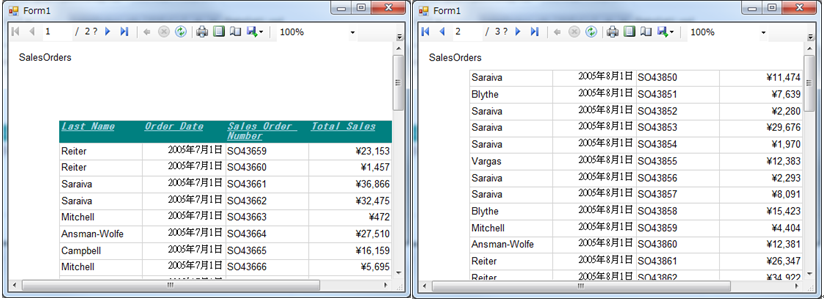 Form1
1 / 2 ? 100%
SalesOrders
Last Name Order Date Sales Order Number Total Sales
Reiter 2005年7月1日 SO43659 ¥23,153
Reiter 2005年7月1日 SO43660 ¥1,457
Saraiva 2005年7月1日 SO43661 ¥36,866
Saraiva 2005年7月1日 SO43662 ¥32,475
Mitchell 2005年7月1日 SO43663 ¥472
Ansman-Wolfe 2005年7月1日 SO43664 ¥27,510
Campbell 2005年7月1日 SO43665 ¥16,159
Mitchell 2005年7月1日 SO43666 ¥5,695
Form1
2 / 3 ? 100%
SalesOrders
Saraiva 2005年8月1日 SO43850 ¥11,474
Blythe 2005年8月1日 SO43851 ¥7,639
Saraiva 2005年8月1日 SO43852 ¥2,280
Saraiva 2005年8月1日 SO43853 ¥29,676
Saraiva 2005年8月1日 SO43854 ¥1,970
Vargas 2005年8月1日 SO43855 ¥12,383
Saraiva 2005年8月1日 SO43856 ¥2,293
Saraiva 2005年8月1日 SO43857 ¥8,091
Blythe 2005年8月1日 SO43858 ¥15,423
Mitchell 2005年8月1日 SO43859 ¥4,404
Ansman-Wolfe 2005年8月1日 SO43860 ¥12,381
Reiter 2005年8月1日 SO43861 ¥26,347
Reiter 2005年8月1日 SO43862 ¥34,922